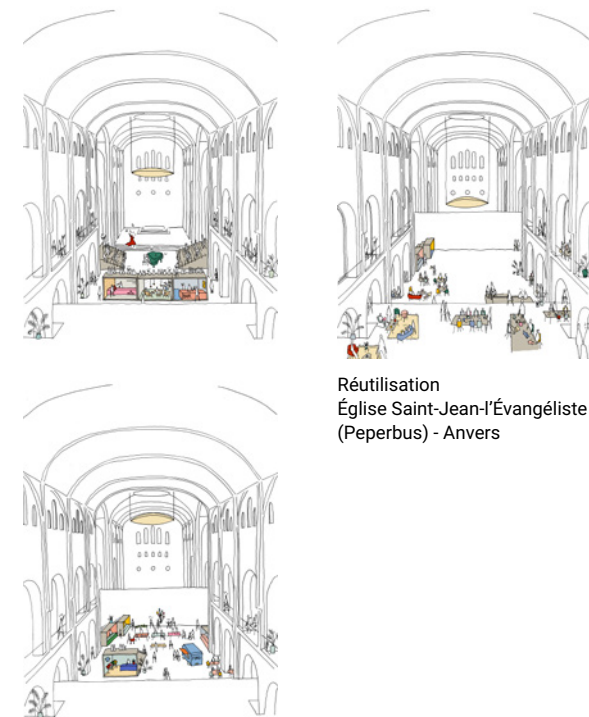 Réutilisation
Église Saint-Jean-l’Évangéliste
(Peperbus) - Anvers